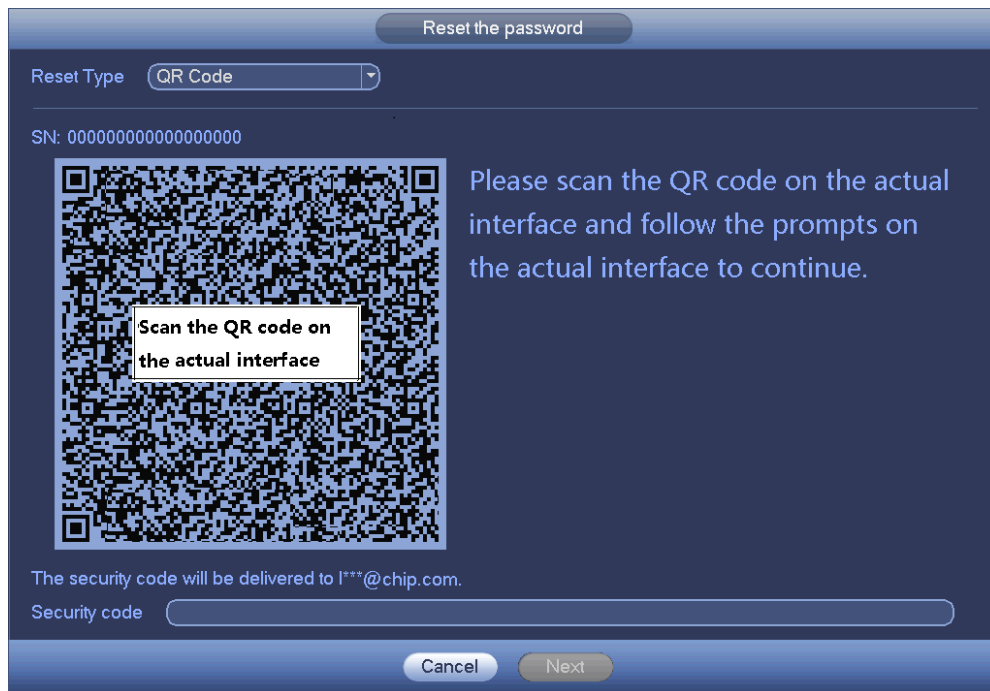 Reset the password
Reset Type QR Code
SN: 000000000000000000
Please scan the QR code on the actual
interface and follow the prompts on
the actual interface to continue.
Scan the QR code on
the actual interface
The security code will be delivered to l***@chip.com.
Security code
Cancel Next